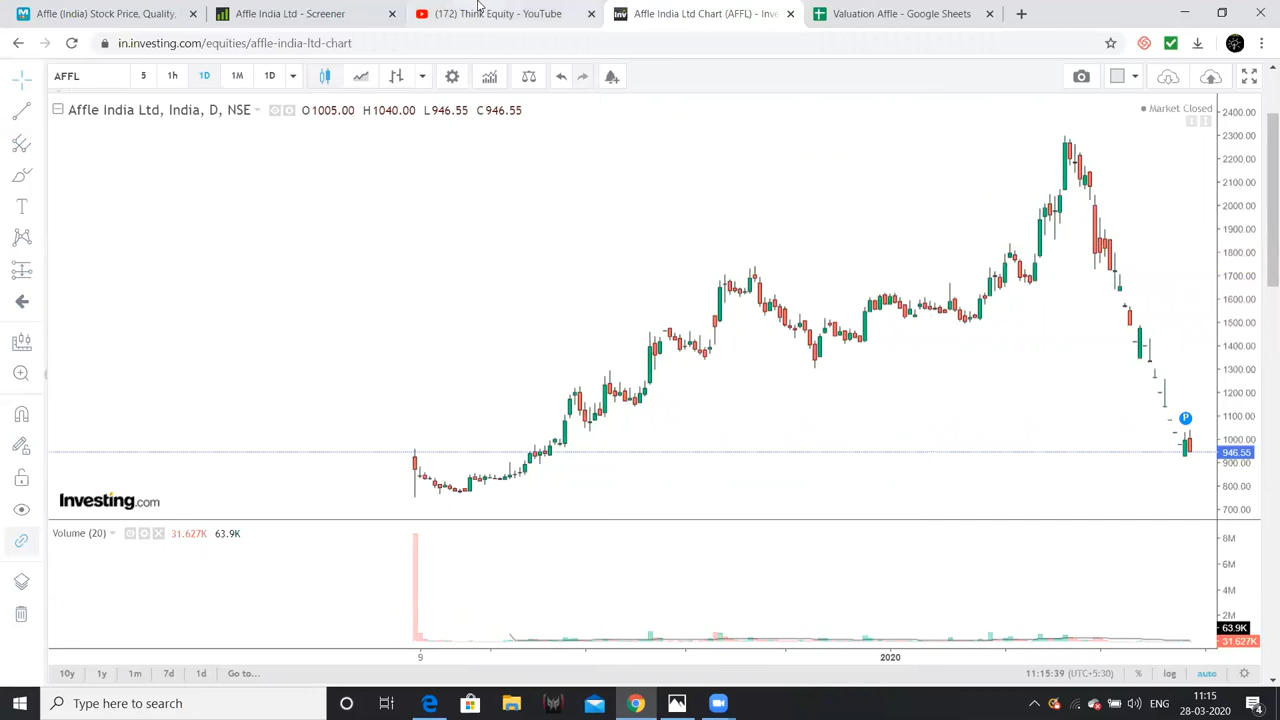 Affle (India) Stock Price, Quality,
Affle India Ltd - Screener
(173) Think Equity - YouTube
Affle India Ltd Chart (AFFL) - Inve
Valuation Affle - Google Sheets
in.investing.com/equities/affle-india-ltd-chart
AFFL 5 1h 1D 1M 1D
Affle India Ltd, India, D, NSE O1005.00 H1040.00 L946.55 C946.55
Market Closed
2400.00
2300.00
2200.00
2100.00
2000.00
1900.00
1800.00
1700.00
1600.00
1500.00
1400.00
1300.00
1200.00
1100.00
P
1000.00
946.55
900.00
800.00
700.00
Investing.com
Volume (20) 31.627K 63.9K
8M
6M
4M
2M
63.9K
31.627K
9 2020
10y 1y 1m 7d 1d Go to... 11:15:39 (UTC+5:30) % log auto
Type here to search
11:15
28-03-2020